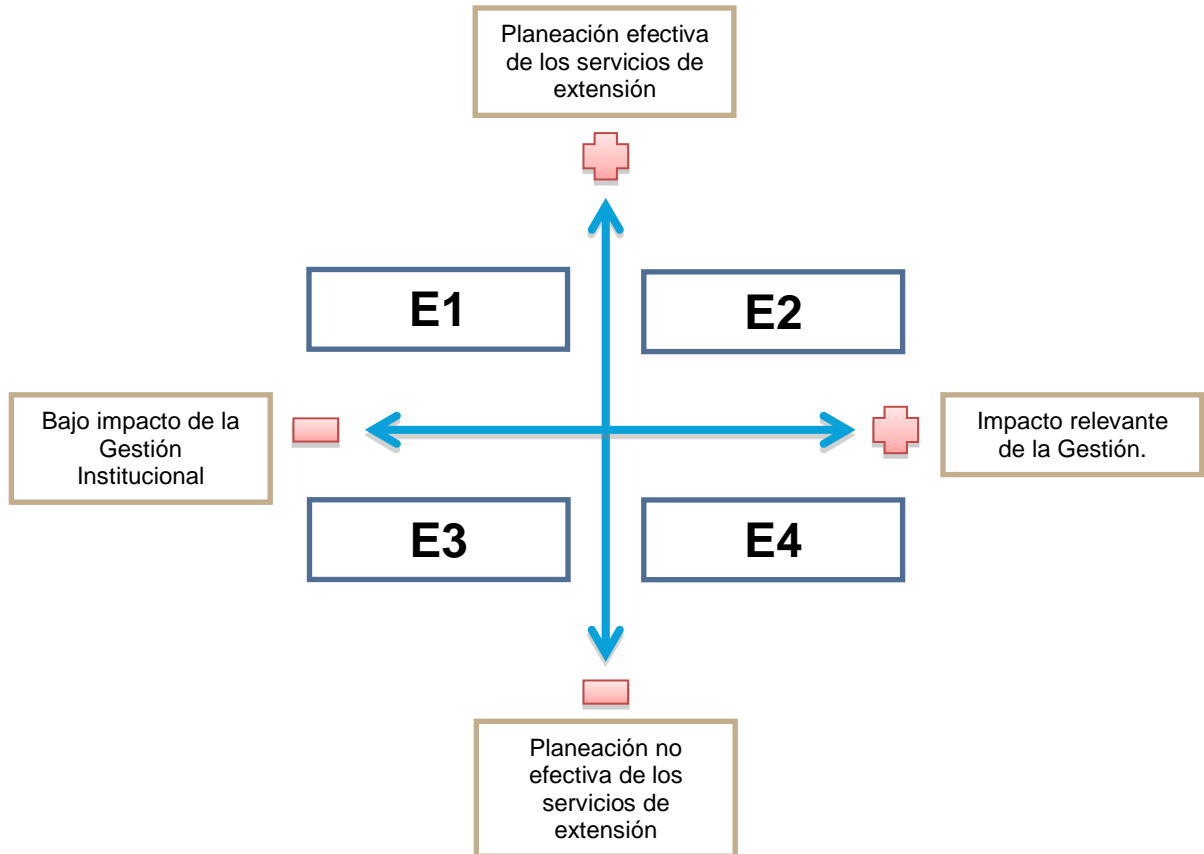 Planeación efectiva
de los servicios de
extensión
E1
E2
Bajo impacto de la
Gestión
Institucional
Impacto relevante
de la Gestión.
E3
E4
Planeación no
efectiva de los
servicios de
extensión